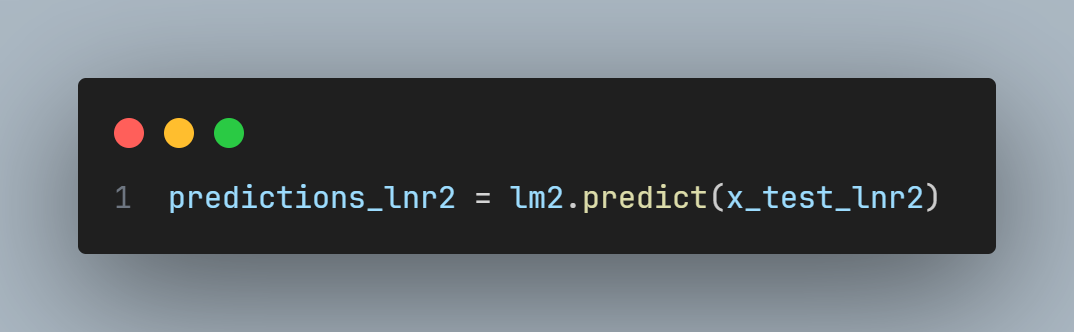 1 predictions_lnr2 = lm2.predict(x_test_lnr2)